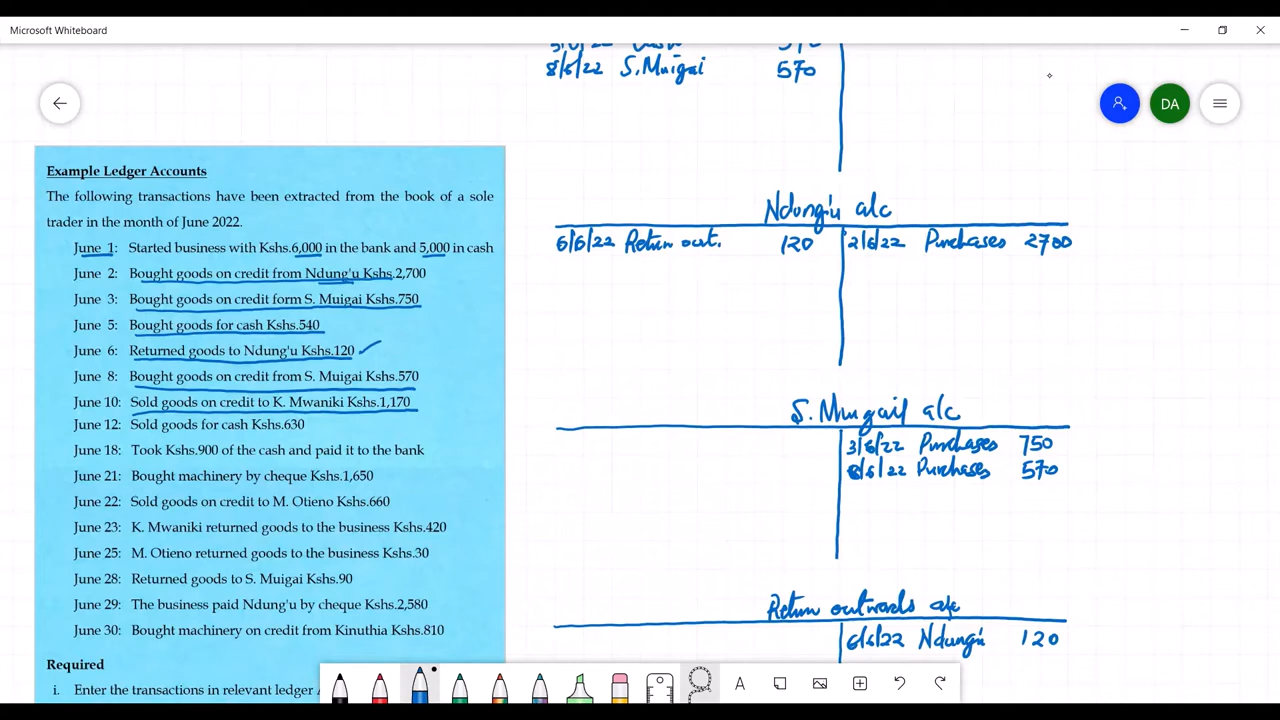 Microsoft Whiteboard
8/6/22 S.Muigai 570
DA
Example Ledger Accounts
The following transactions have been extracted from the book of a sole
trader in the month of June 2022.
June 1: Started business with Kshs.6,000 in the bank and 5,000 in cash
June 2: Bought goods on credit from Ndung'u Kshs.2,700
June 3: Bought goods on credit form S. Muigai Kshs.750
June 5: Bought goods for cash Kshs.540
June 6: Returned goods to Ndung'u Kshs.120
June 8: Bought goods on credit from S. Muigai Kshs.570
June 10: Sold goods on credit to K. Mwaniki Kshs.1,170
June 12: Sold goods for cash Kshs.630
June 18: Took Kshs.900 of the cash and paid it to the bank
June 21: Bought machinery by cheque Kshs.1,650
June 22: Sold goods on credit to M. Otieno Kshs.660
June 23: K. Mwaniki returned goods to the business Kshs.420
June 25: M. Otieno returned goods to the business Kshs.30
June 28: Returned goods to S. Muigai Kshs.90
June 29: The business paid Ndung'u by cheque Kshs.2,580
June 30: Bought machinery on credit from Kinuthia Kshs.810
Required
i. Enter the transactions in relevant ledger
Ndung'u a/c
6/6/22 Return out. 120 2/6/22 Purchases 2700
S. Muigai a/c
3/6/22 Purchases 750
8/6/22 Purchases 570
Return outwards a/c
6/6/22 Ndung'u 120
A